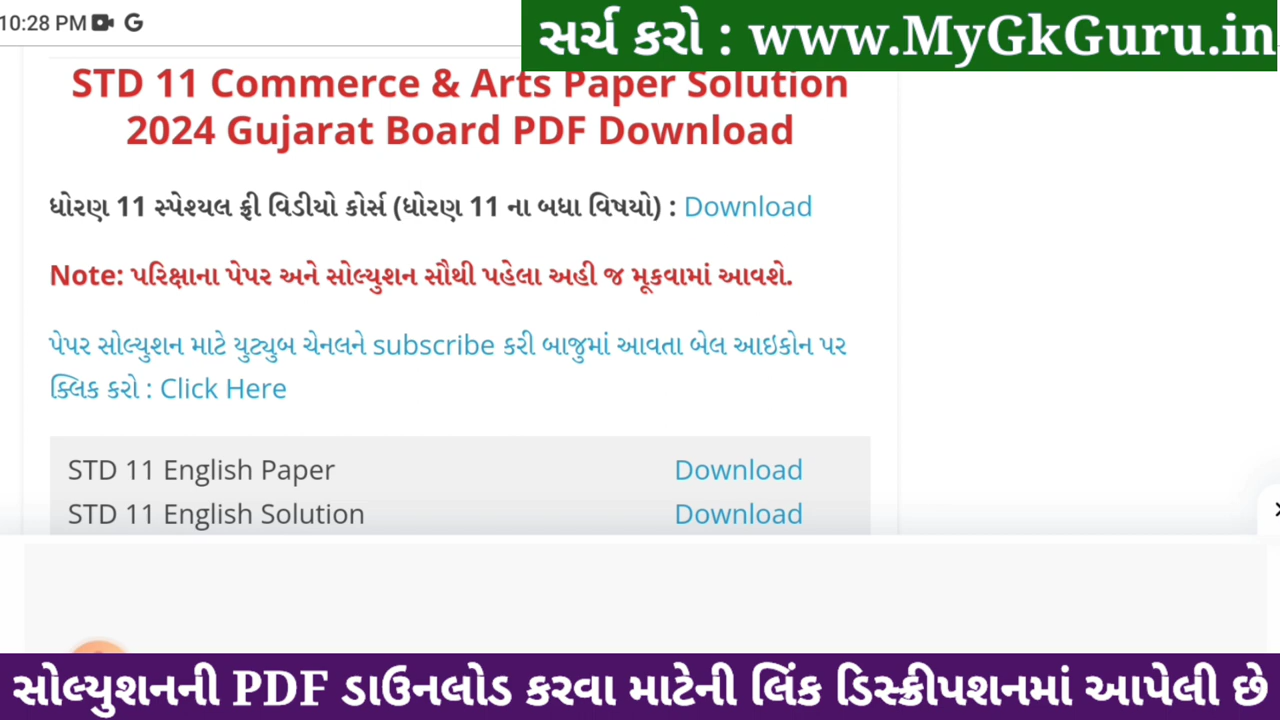 10:28 PM
સર્ચ કરો : www.MyGkGuru.in
STD 11 Commerce & Arts Paper Solution
2024 Gujarat Board PDF Download
ધોરણ 11 સ્પેશ્યલ ફ્રી વિડીયો કોર્સ (ધોરણ 11 ના બધા વિષયો) : Download
Note: પરિક્ષાના પેપર અને સોલ્યુશન સૌથી પહેલા અહી જ મૂકવામાં આવશે.
પેપર સોલ્યુશન માટે યુટ્યુબ ચેનલને subscribe કરી બાજુમાં આવતા બેલ આઇકોન પર
ક્લિક કરો : Click Here
STD 11 English Paper Download
STD 11 English Solution Download
સોલ્યુશનની PDF ડાઉનલોડ કરવા માટેની લિંક ડિસ્ક્રીપશનમાં આપેલી છે